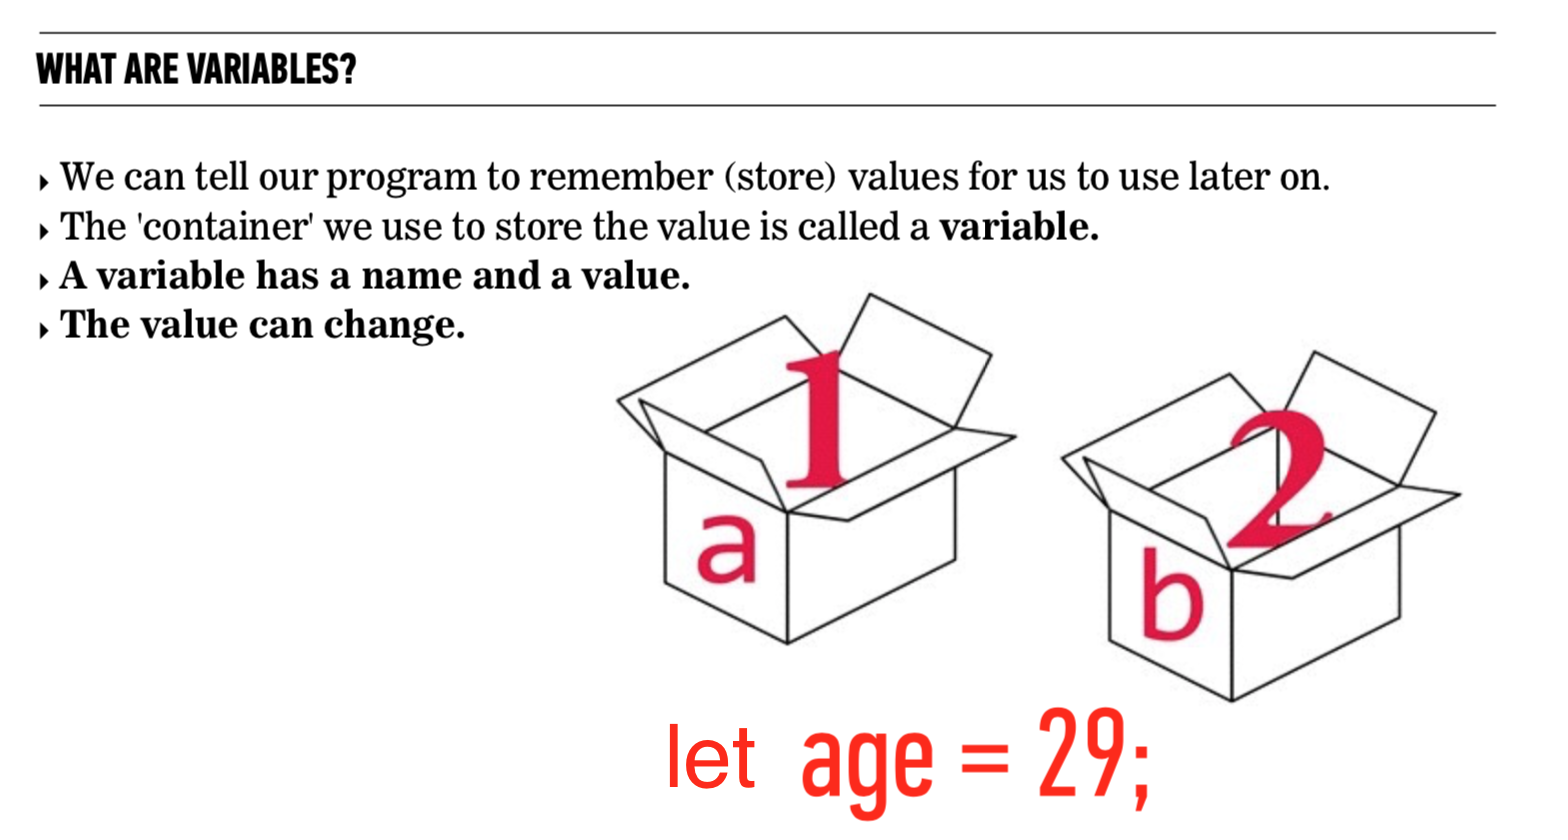 WHAT ARE VARIABLES?
▸ We can tell our program to remember (store) values for us to use later on.
▸ The 'container' we use to store the value is called a variable.
▸ A variable has a name and a value.
▸ The value can change.
1
a
2
b
let age = 29;